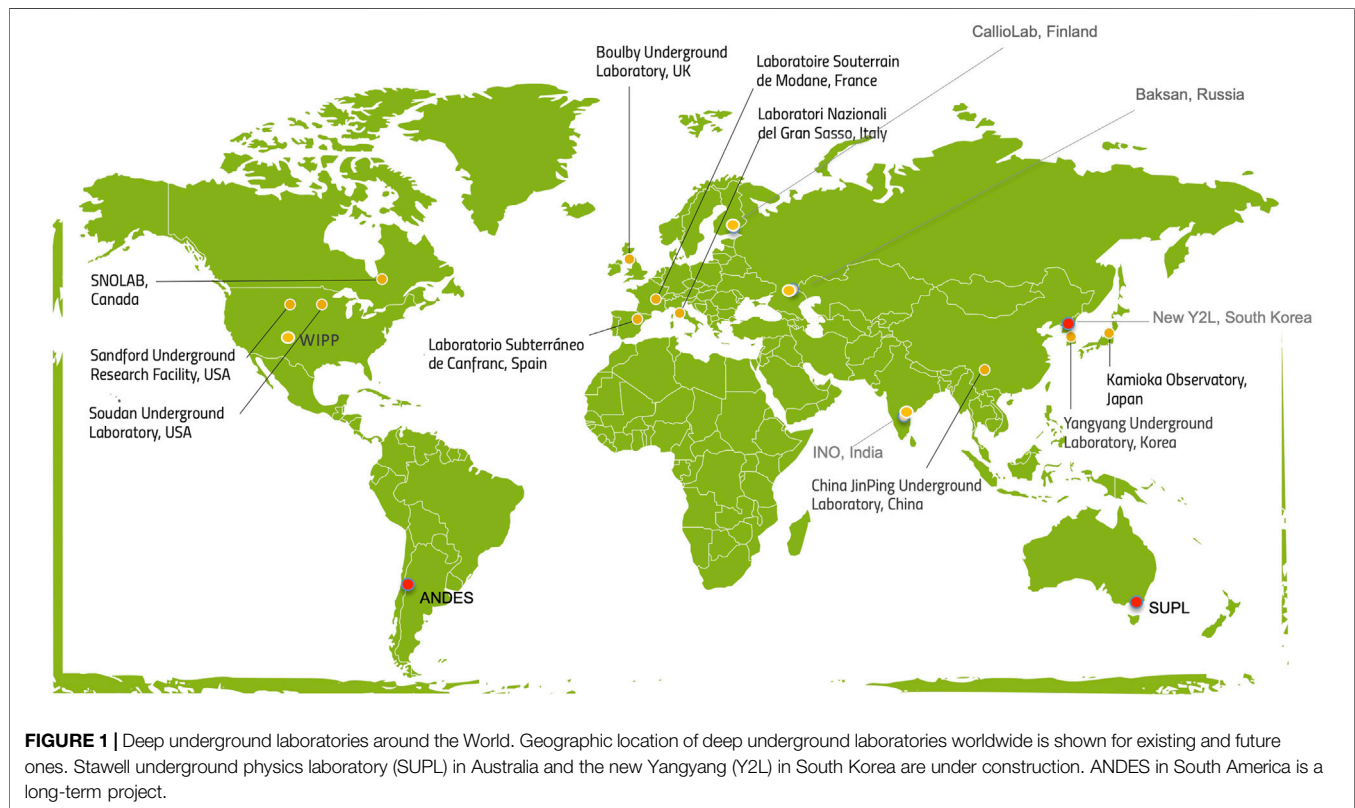 CallioLab, Finland
Boulby Underground
Laboratory, UK
Laboratoire Souterrain
de Modane, France
Baksan, Russia
Laboratori Nazionali
del Gran Sasso, Italy
SNOLAB,
Canada
WIPP
Sandford Underground
Research Facility, USA
Soudan Underground
Laboratory, USA
Laboratorio Subterráneo
de Canfranc, Spain
New Y2L, South Korea
Kamioka Observatory,
Japan
Yangyang Underground
Laboratory, Korea
INO, India
China JinPing Underground
Laboratory, China
ANDES
SUPL
FIGURE 1 | Deep underground laboratories around the World. Geographic location of deep underground laboratories worldwide is shown for existing and future
ones. Stawell underground physics laboratory (SUPL) in Australia and the new Yangyang (Y2L) in South Korea are under construction. ANDES in South America is a
long-term project.